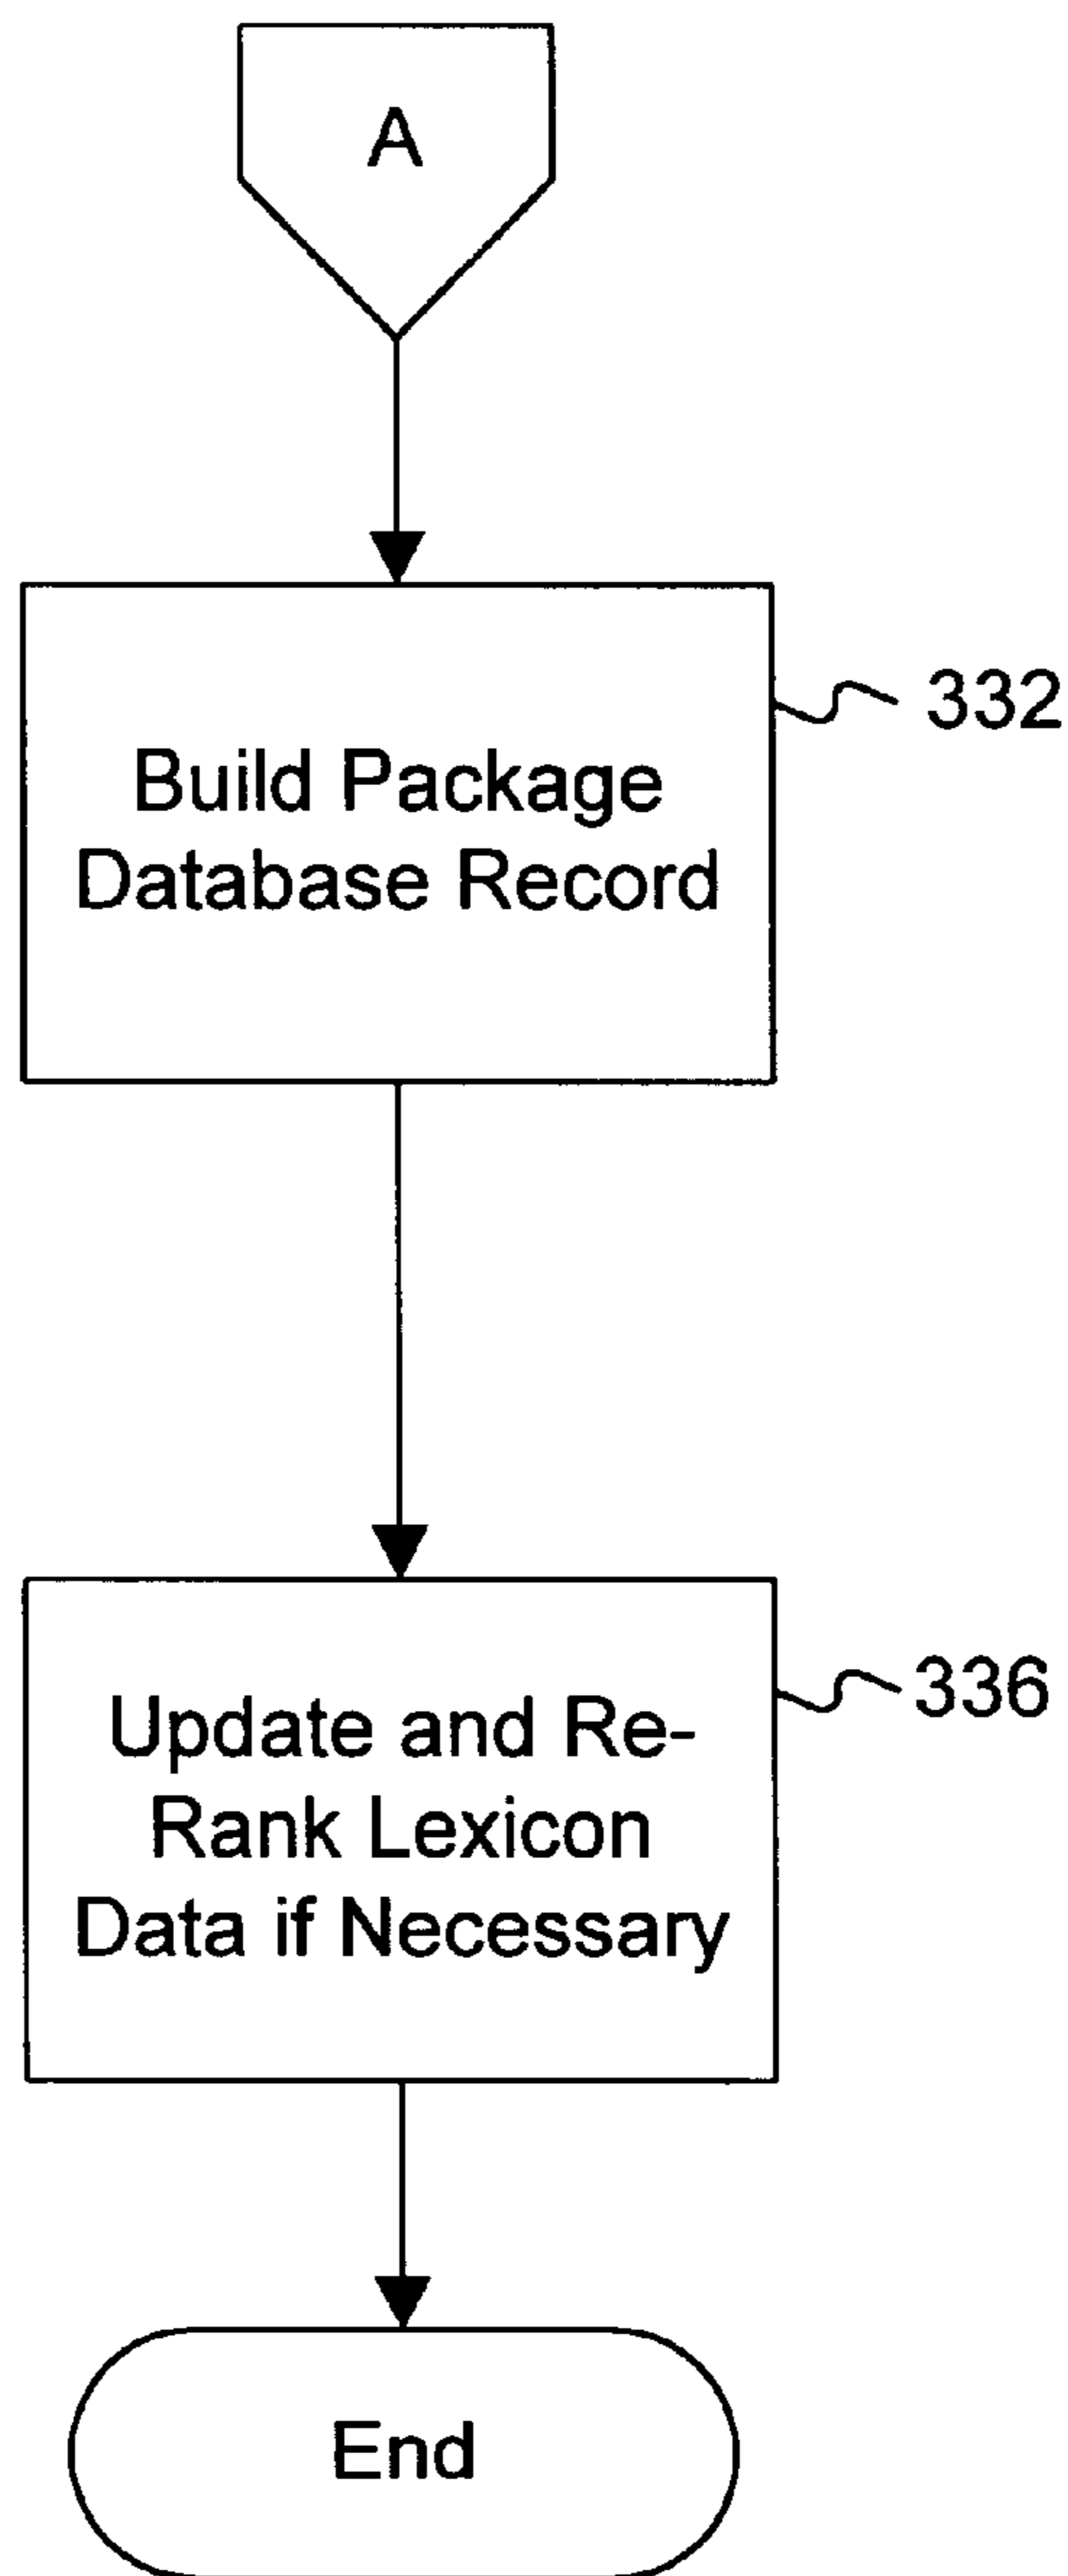 A
332
Build Package
Database Record
336
Update and Re-
Rank Lexicon
Data if Necessary
End